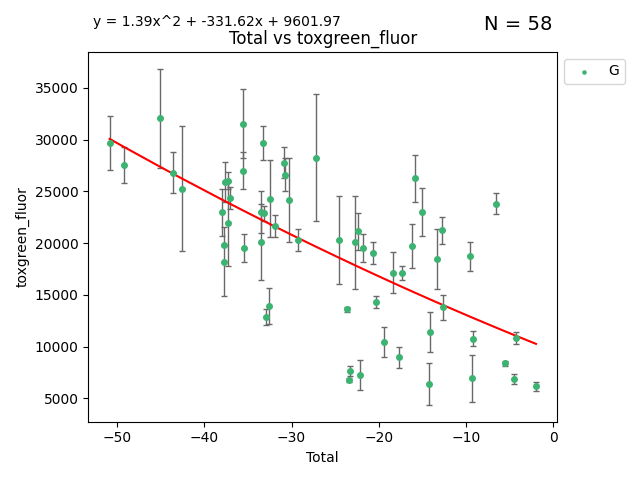 y = 1.39x^2 + -331.62x + 9601.97
N = 58
Total vs toxgreen_fluor
G
toxgreen_fluor
35000
30000
25000
20000
15000
10000
5000
−50
−40
−30
−20
−10
0
Total